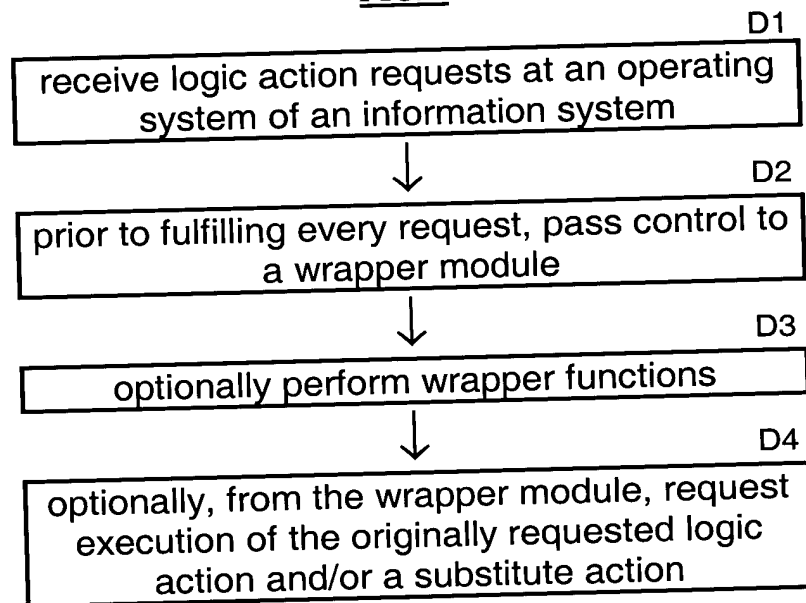 D1
receive logic action requests at an operating
system of an information system
D2
prior to fulfilling every request, pass control to
a wrapper module
D3
optionally perform wrapper functions
D4
optionally, from the wrapper module, request
execution of the originally requested logic
action and/or a substitute action